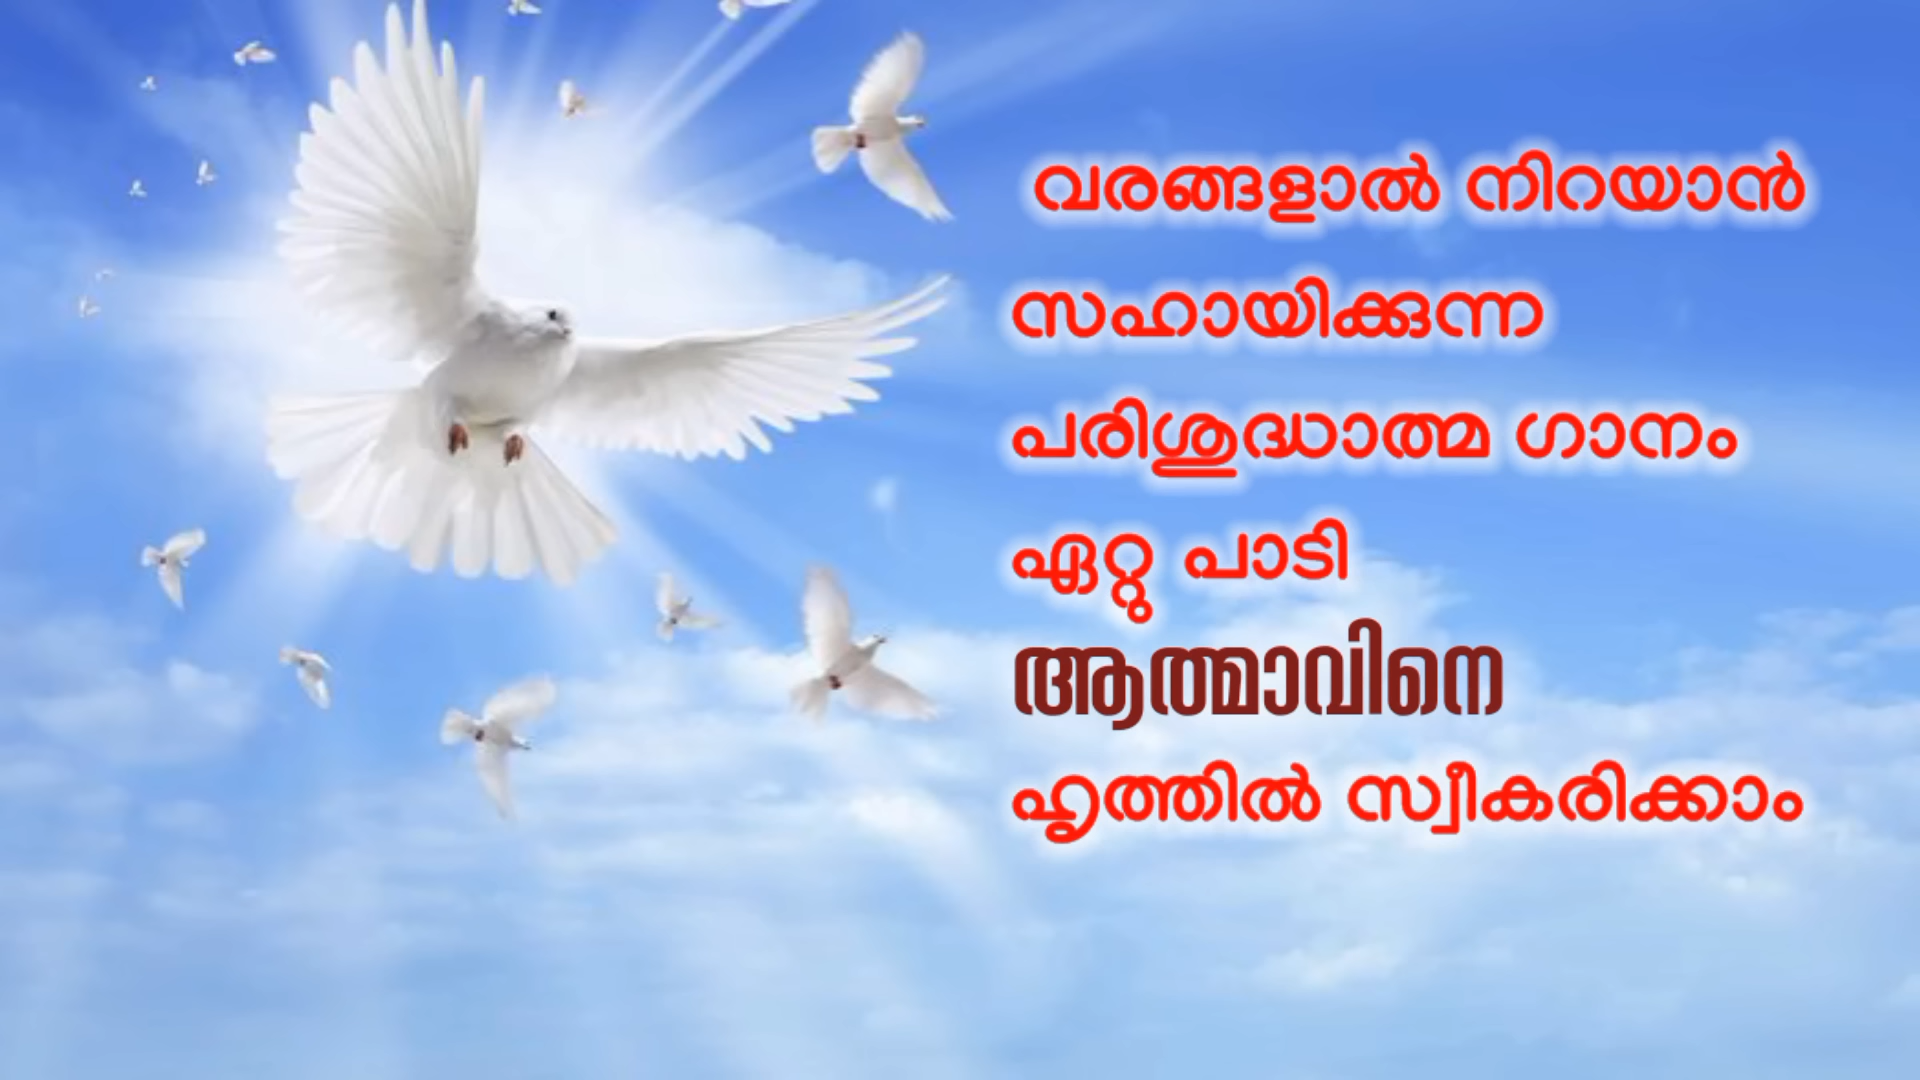 വരങ്ങളാൽ നിറയാൻ
സഹായിക്കുന്ന
പരിശുദ്ധാത്മ ഗാനം
ഏറ്റു പാടി
ആത്മാവിനെ
ഹൃത്തിൽ സ്വീകരിക്കാം